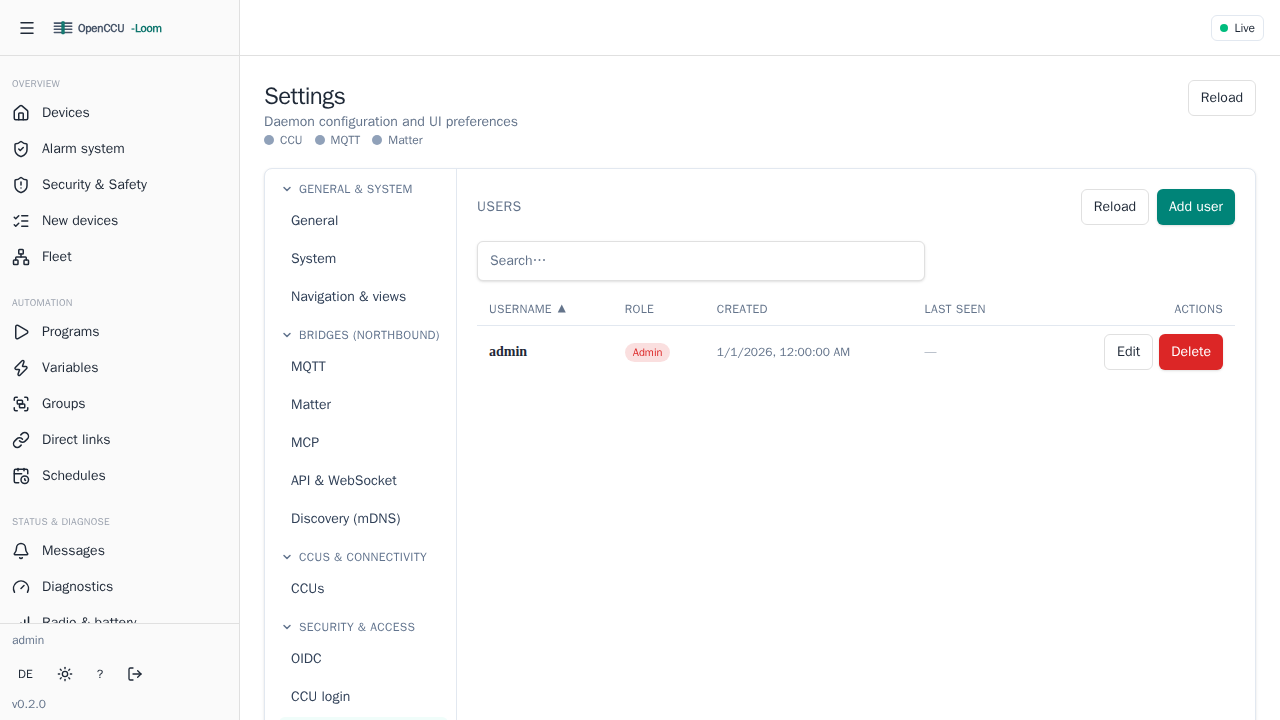 OpenCCU -Loom
Live
OVERVIEW
Devices
Alarm system
Security & Safety
New devices
Fleet
AUTOMATION
Programs
Variables
Groups
Direct links
Schedules
STATUS & DIAGNOSE
Messages
Diagnostics
Radio & battery
admin
DE
?
v0.2.0
Settings
Daemon configuration and UI preferences
CCU MQTT Matter
Reload
GENERAL & SYSTEM
General
System
Navigation & views
BRIDGES (NORTHBOUND)
MQTT
Matter
MCP
API & WebSocket
Discovery (mDNS)
CCUS & CONNECTIVITY
CCUs
SECURITY & ACCESS
OIDC
CCU login
USERS
Reload
Add user
Search…
USERNAME ▲ ROLE CREATED LAST SEEN ACTIONS
admin Admin 1/1/2026, 12:00:00 AM — Edit Delete